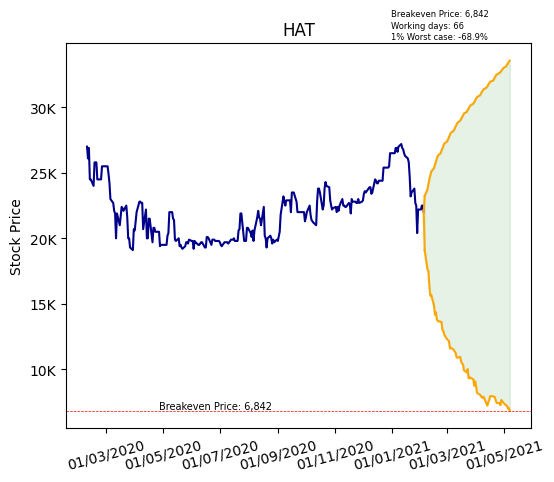 Breakeven Price: 6,842
Working days: 66
1% Worst case: -68.9%
HAT
Stock Price
30K
25K
20K
15K
10K
Breakeven Price: 6,842
01/03/2020
01/05/2020
01/07/2020
01/09/2020
01/11/2020
01/01/2021
01/03/2021
01/05/2021